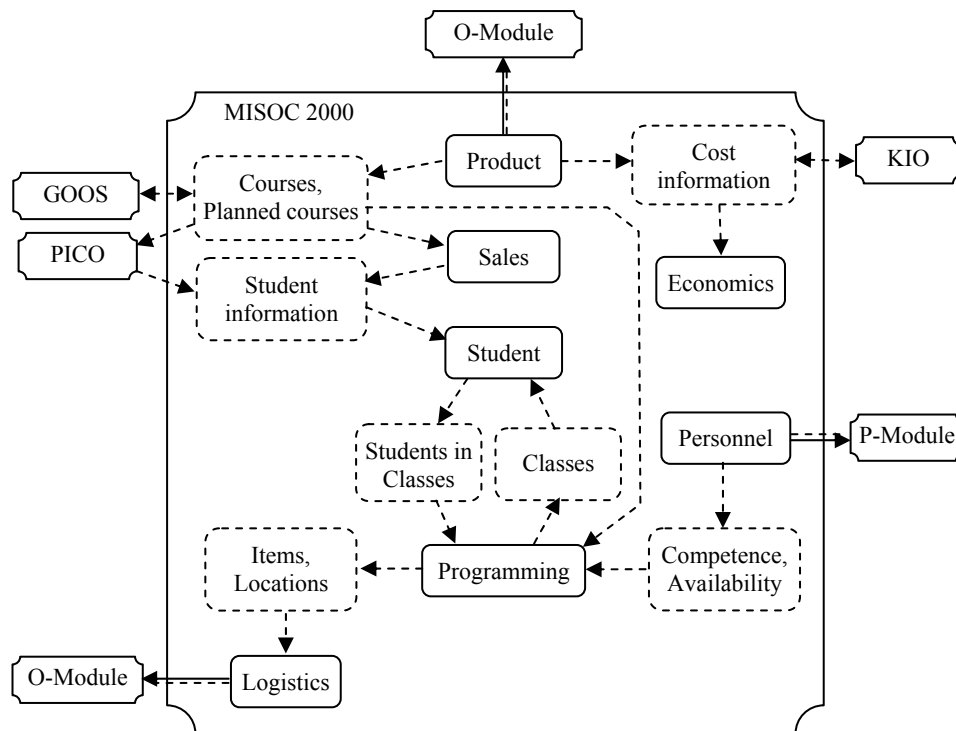 O-Module
MISOC 2000
Product
Cost
information
KIO
GOOS
Courses,
Planned courses
PICO
Sales
Student
information
Economics
Student
Students in
Classes
Classes
Personnel
P-Module
Items,
Locations
Programming
Competence,
Availability
O-Module
Logistics